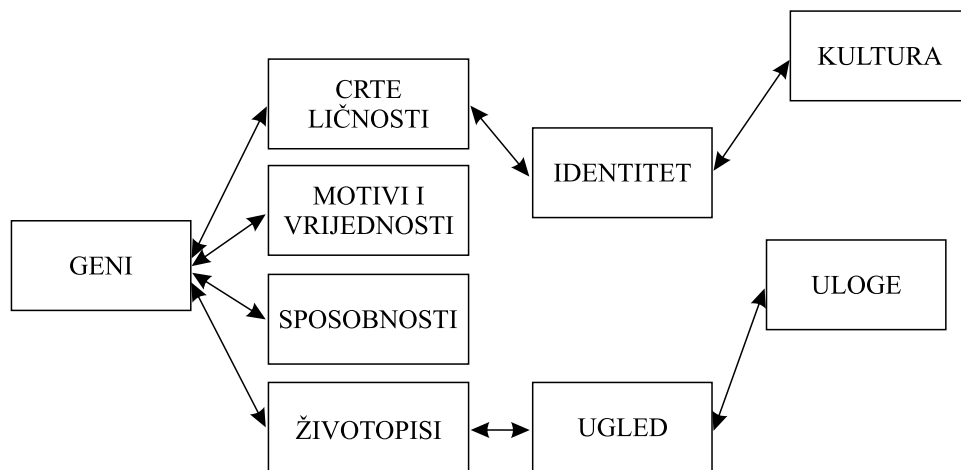 KULTURA
CRTE
LIČNOSTI
IDENTITET
MOTIVI I
VRIJEDNOSTI
GENI
ULOGE
SPOSOBNOSTI
ŽIVOTOPISI
UGLED